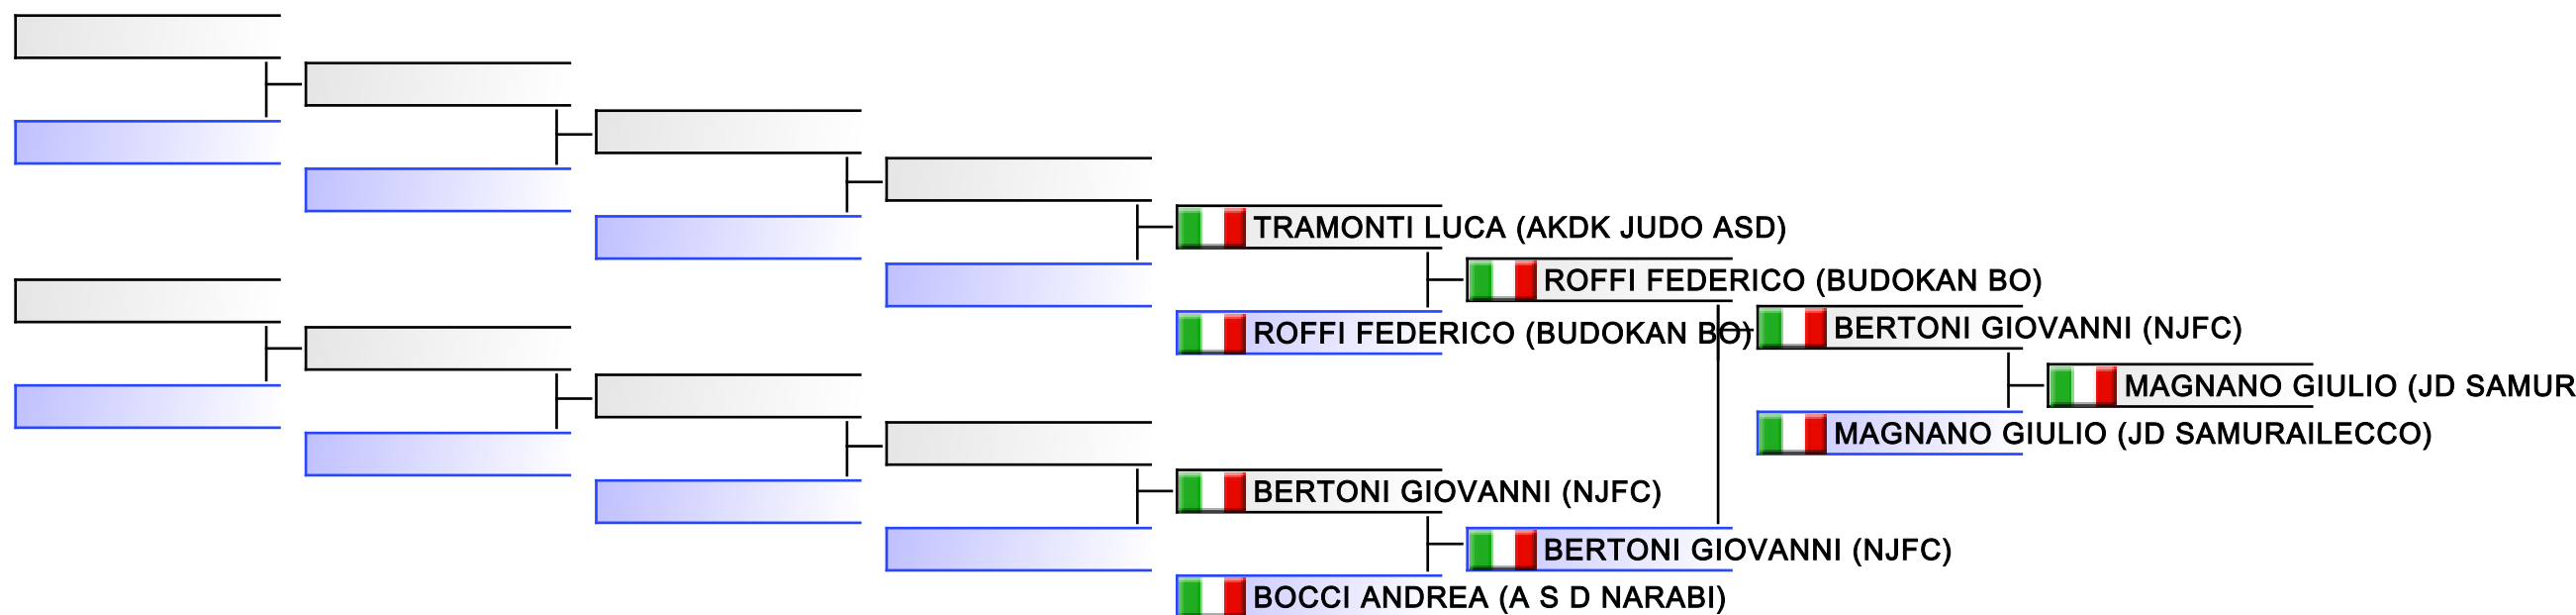 TRAMONTI LUCA (AKDK JUDO ASD)
ROFFI FEDERICO (BUDOKAN BO)
ROFFI FEDERICO (BUDOKAN BO)
BERTONI GIOVANNI (NJFC)
MAGNANO GIULIO (JD SAMUR
MAGNANO GIULIO (JD SAMURAILECCO)
BERTONI GIOVANNI (NJFC)
BERTONI GIOVANNI (NJFC)
BOCCI ANDREA (A S D NARABI)